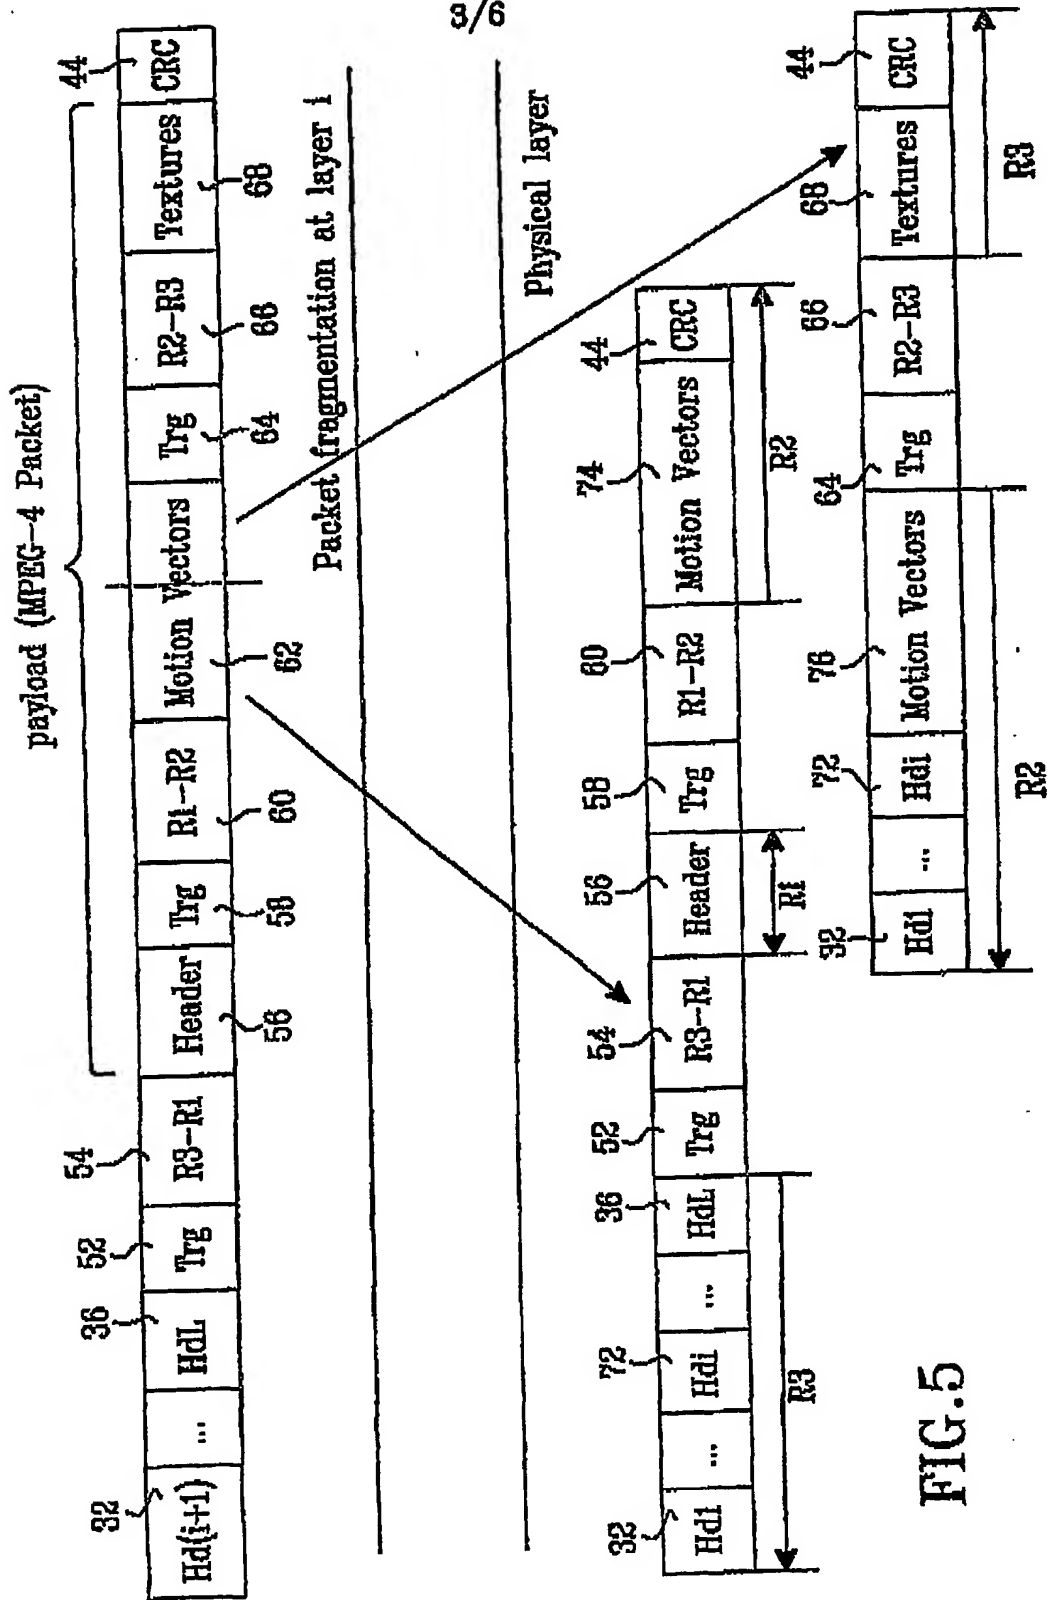 3/6
payload (MPEG-4 Packet)
32 36 52 54 44
Hd(i+1) ... HdL Trg R3-R1 Header Trg R1-R2 Motion Vectors Trg R2-R3 Textures CRC
56 58 60 62 64 66 68
Packet fragmentation at layer i
Physical layer
32 72 36 52 54 56 58 60 74 44
Hd1 ... Hdi ... HdL Trg R3-R1 Header Trg R1-R2 Motion Vectors CRC
R3 R1 R2
32 72 76 64 66 68 44
Hd1 ... Hdi Motion Vectors Trg R2-R3 Textures CRC
R2 R3
FIG.5